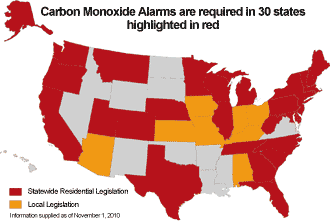 Carbon Monoxide Alarms are required in 30 states
highlighted in red
Statewide Residential Legislation
Local Legislation
Information supplied as of November 1, 2010